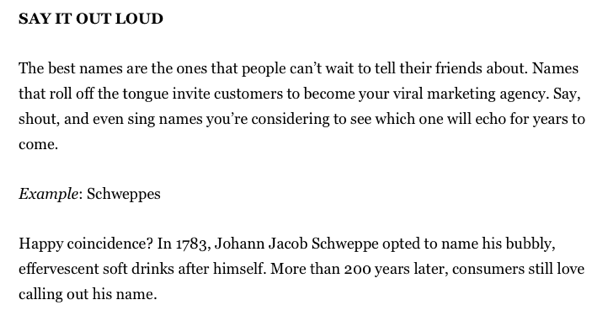 SAY IT OUT LOUD
The best names are the ones that people can’t wait to tell their friends about. Names
that roll off the tongue invite customers to become your viral marketing agency. Say,
shout, and even sing names you’re considering to see which one will echo for years to
come.
Example: Schweppes
Happy coincidence? In 1783, Johann Jacob Schweppe opted to name his bubbly,
effervescent soft drinks after himself. More than 200 years later, consumers still love
calling out his name.